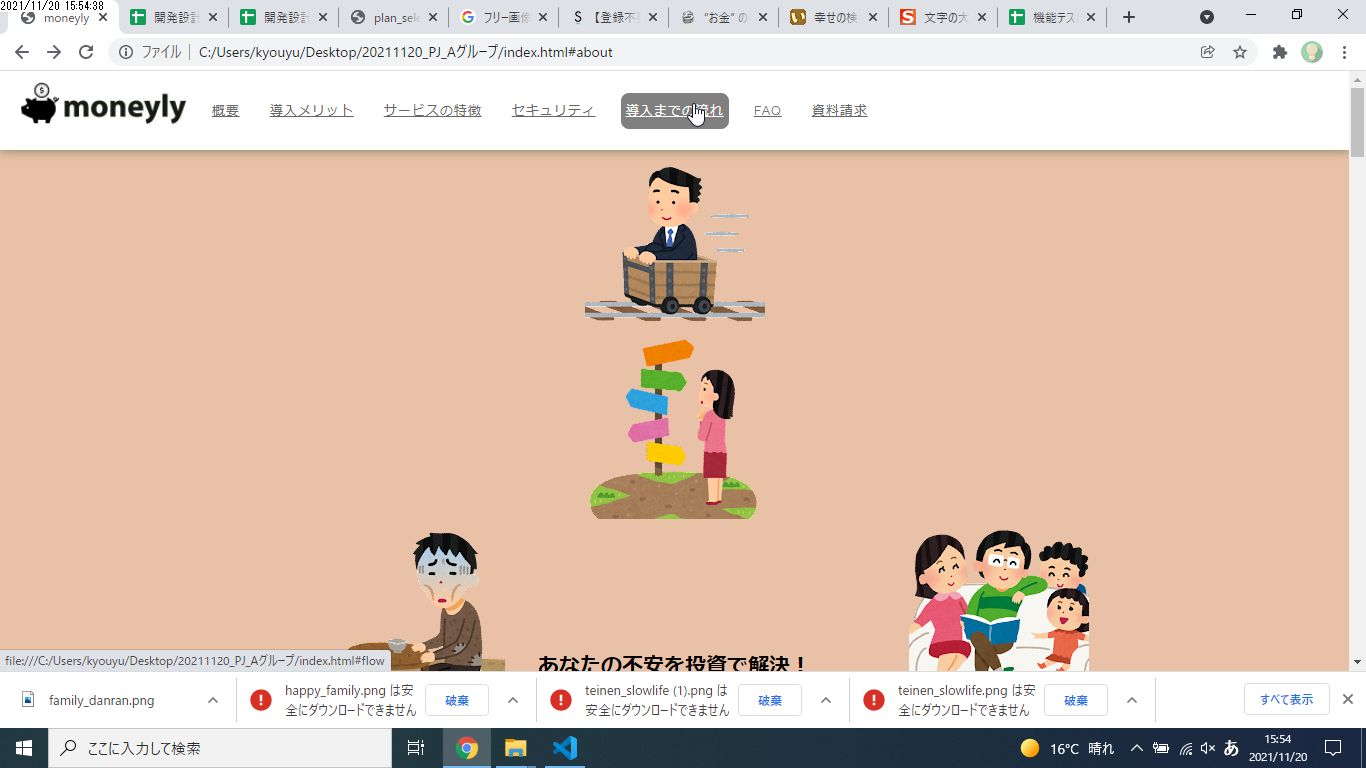 2021/11/20 15:54:38
moneyly
開発設計
開発設計
plan_sele
フリー画像
【登録不要
"お金" の
幸せの検
文字の大
機能テスト
ファイル
C:/Users/kyouyu/Desktop/20211120_PJ_Aグループ/index.html#about
moneyly
概要
導入メリット
サービスの特徴
セキュリティ
導入までの流れ
FAQ
資料請求
あなたの不安を投資で解決！
file:///C:/Users/kyouyu/Desktop/20211120_PJ_Aグループ/index.html#flow
family_danran.png
happy_family.png は安
全にダウンロードできません
破棄
teinen_slowlife (1).png は
安全にダウンロードできません
破棄
teinen_slowlife.png は安
全にダウンロードできません
破棄
すべて表示
ここに入力して検索
16°C 晴れ
あ
15:54
2021/11/20